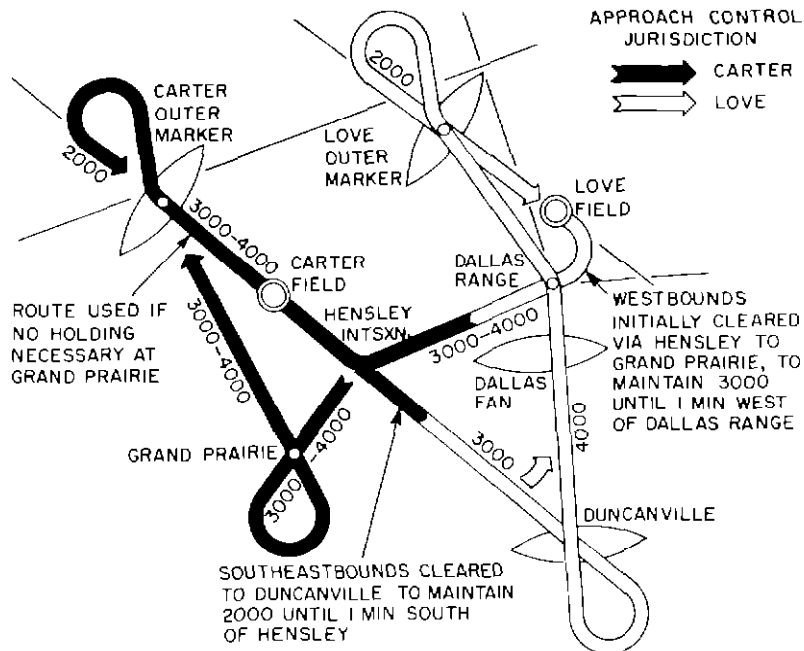 APPROACH CONTROL
JURISDICTION
CARTER
LOVE
2000
CARTER
OUTER
MARKER
2000
LOVE
OUTER
MARKER
LOVE
FIELD
3000-4000
CARTER
FIELD
DALLAS
RANGE
HENSLEY
INTSXN.
3000-4000
ROUTE USED IF
NO HOLDING
NECESSARY AT
GRAND PRAIRIE
3000-4000
WESTBOUNDS
INITIALLY CLEARED
VIA HENSLEY TO
GRAND PRAIRIE, TO
MAINTAIN 3000
UNTIL I MIN WEST
OF DALLAS RANGE
DALLAS
FAN
4000
GRAND PRAIRIE
3000-4000
3000
DUNCANVILLE
SOUTHEASTBOUNDS CLEARED
TO DUNCANVILLE TO MAINTAIN
2000 UNTIL I MIN SOUTH
OF HENSLEY